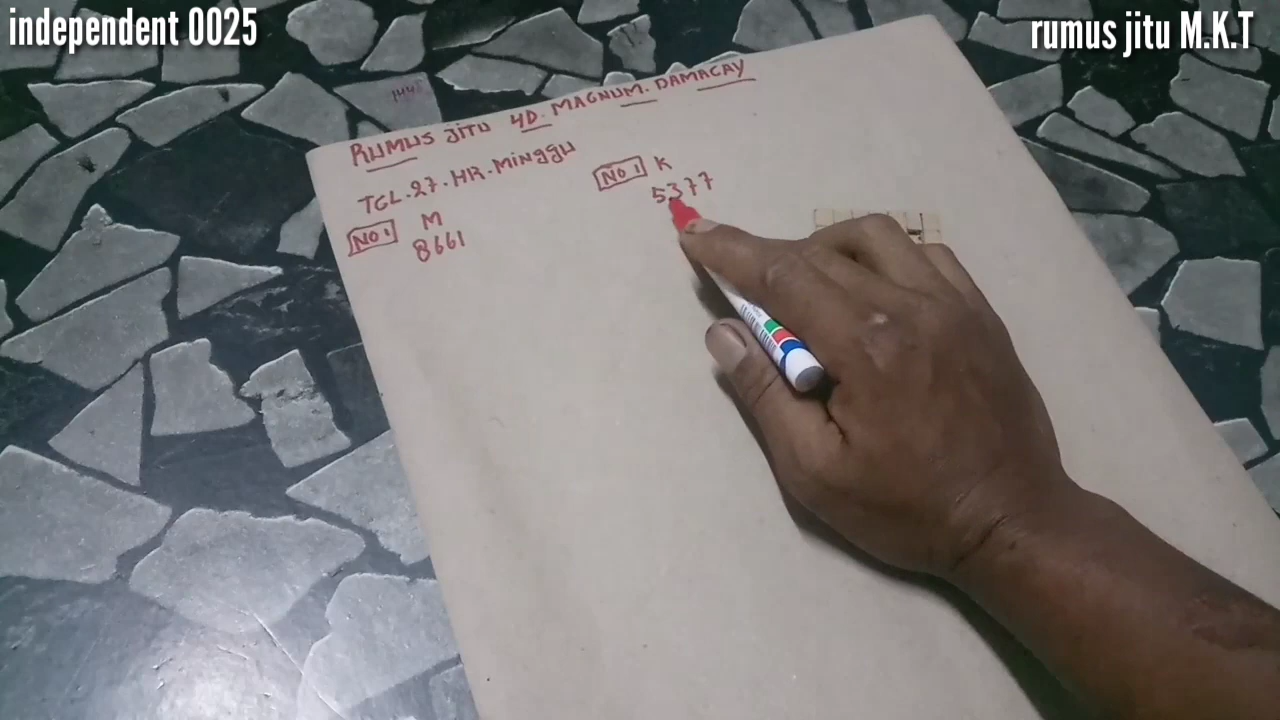 independent 0025
rumus jitu M.K.T
RUMUS JITU 4D. MAGNUM. DAMACAY
TGL. 27. HR. MINGGU
NO 1 K
5377
NO 1 M
8661